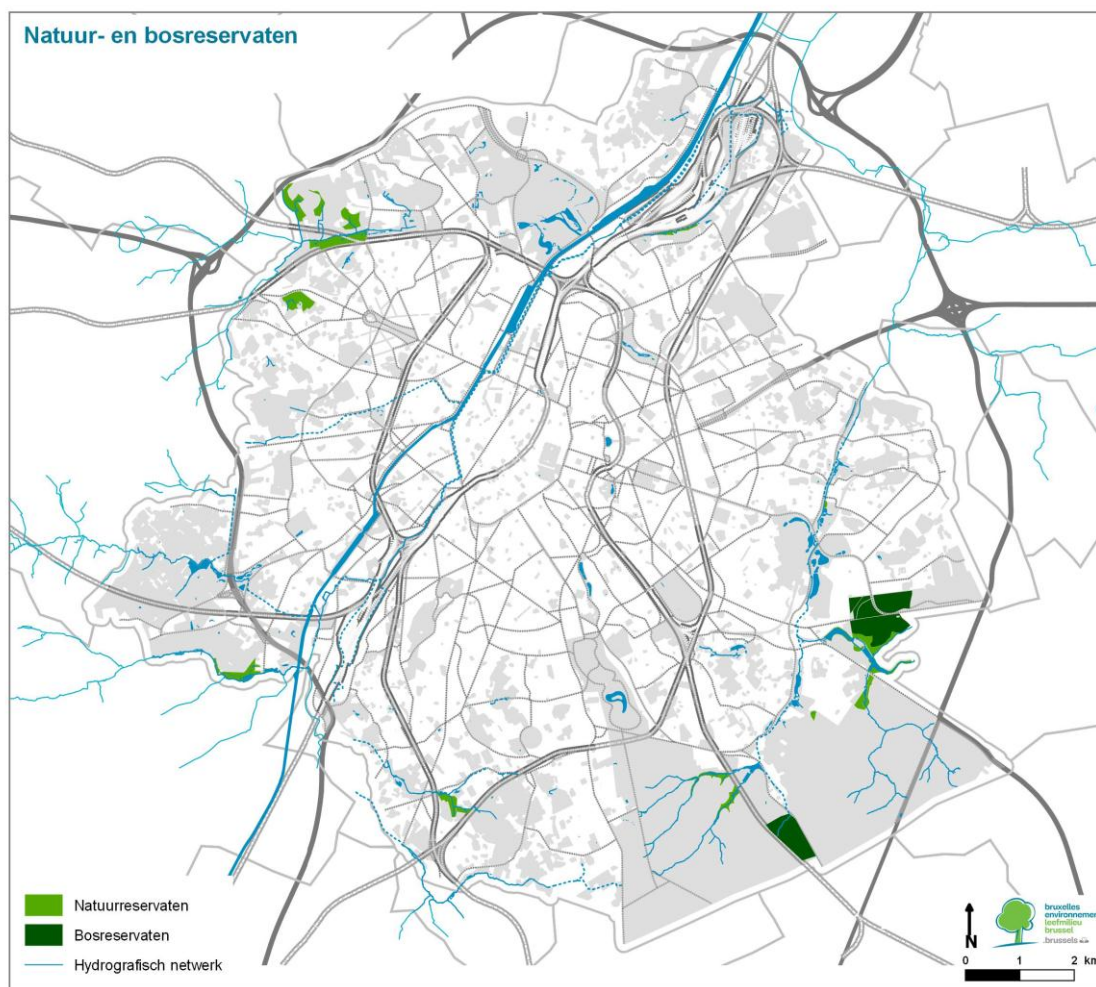 Natuur- en bosreservaten
Natuurreservaten
Bosreservaten
Hydrografisch netwerk
N
bruxelles
environnement
leefmilieu
brussel
.brussels
0 1 2 km